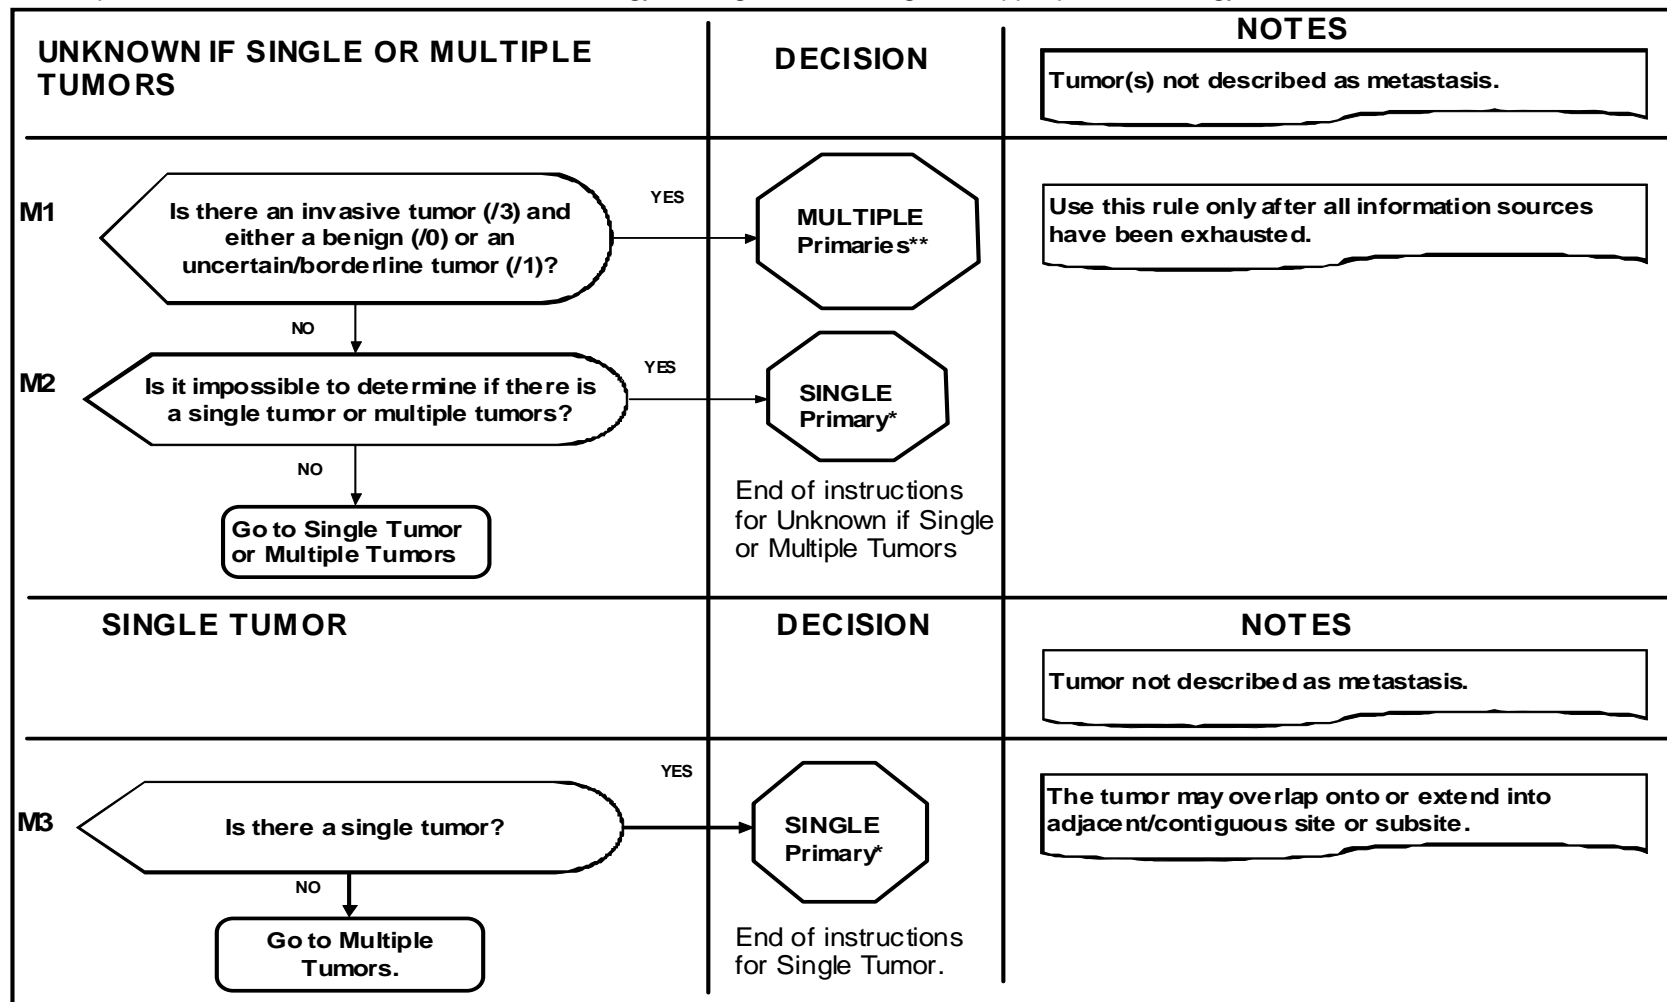 UNKNOWN IF SINGLE OR MULTIPLE
TUMORS
DECISION
NOTES
Tumor(s) not described as metastasis.
M1
Is there an invasive tumor (/3) and
either a benign (/0) or an
uncertain/borderline tumor (/1)?
YES
MULTIPLE
Primaries**
Use this rule only after all information sources
have been exhausted.
NO
M2
Is it impossible to determine if there is
a single tumor or multiple tumors?
YES
SINGLE
Primary*
NO
Go to Single Tumor
or Multiple Tumors
End of instructions
for Unknown if Single
or Multiple Tumors
SINGLE TUMOR
DECISION
NOTES
Tumor not described as metastasis.
M3
Is there a single tumor?
YES
SINGLE
Primary*
The tumor may overlap onto or extend into
adjacent/contiguous site or subsite.
NO
Go to Multiple
Tumors.
End of instructions
for Single Tumor.